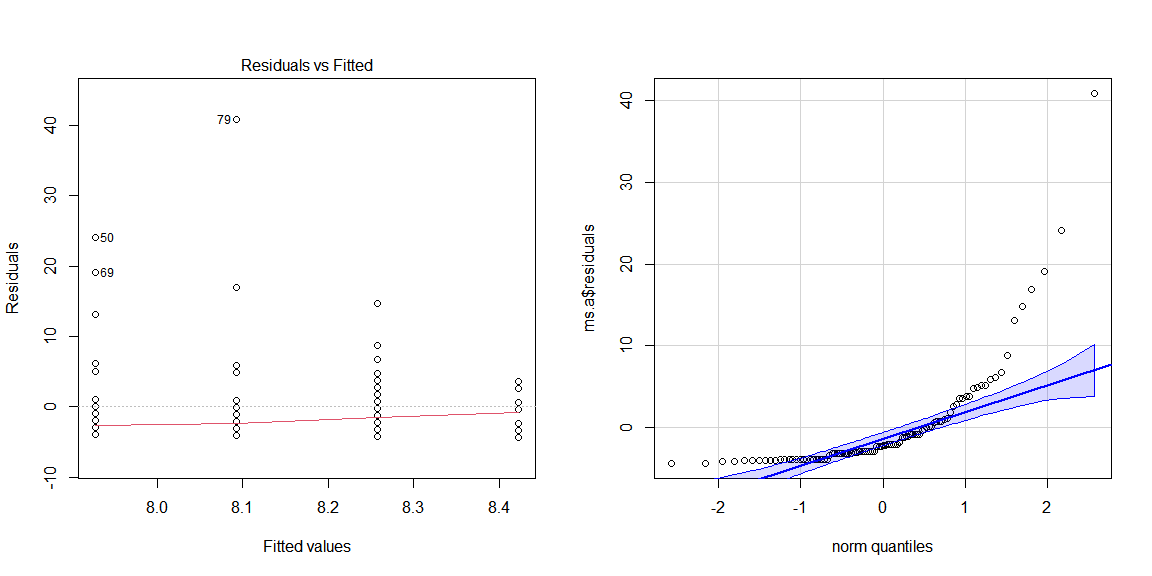 Residuals vs Fitted
Residuals
40
30
20
10
0
-10
79
50
69
8.0 8.1 8.2 8.3 8.4
Fitted values
ms.a$residuals
40
30
20
10
0
-2 -1 0 1 2
norm quantiles